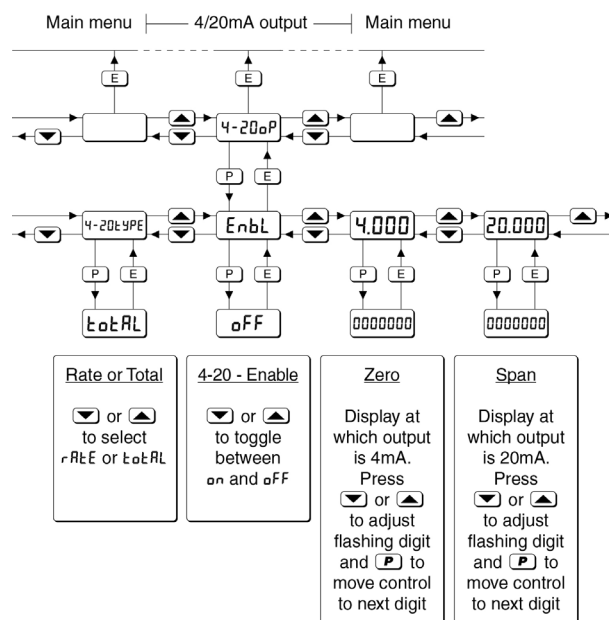 Main menu 4/20mA output Main menu
E E E
4-20oP
P E
4-20tYPE EnbL 4.000 20.000
P E P E P E P E
totAL oFF 0000000 0000000
Rate or Total
or
to select
rAtE or totAL
4-20 - Enable
or
to toggle
between
on and oFF
Zero
Display at
which output
is 4mA.
Press
or
to adjust
flashing digit
and P to
move control
to next digit
Span
Display at
which output
is 20mA.
Press
or
to adjust
flashing digit
and P to
move control
to next digit